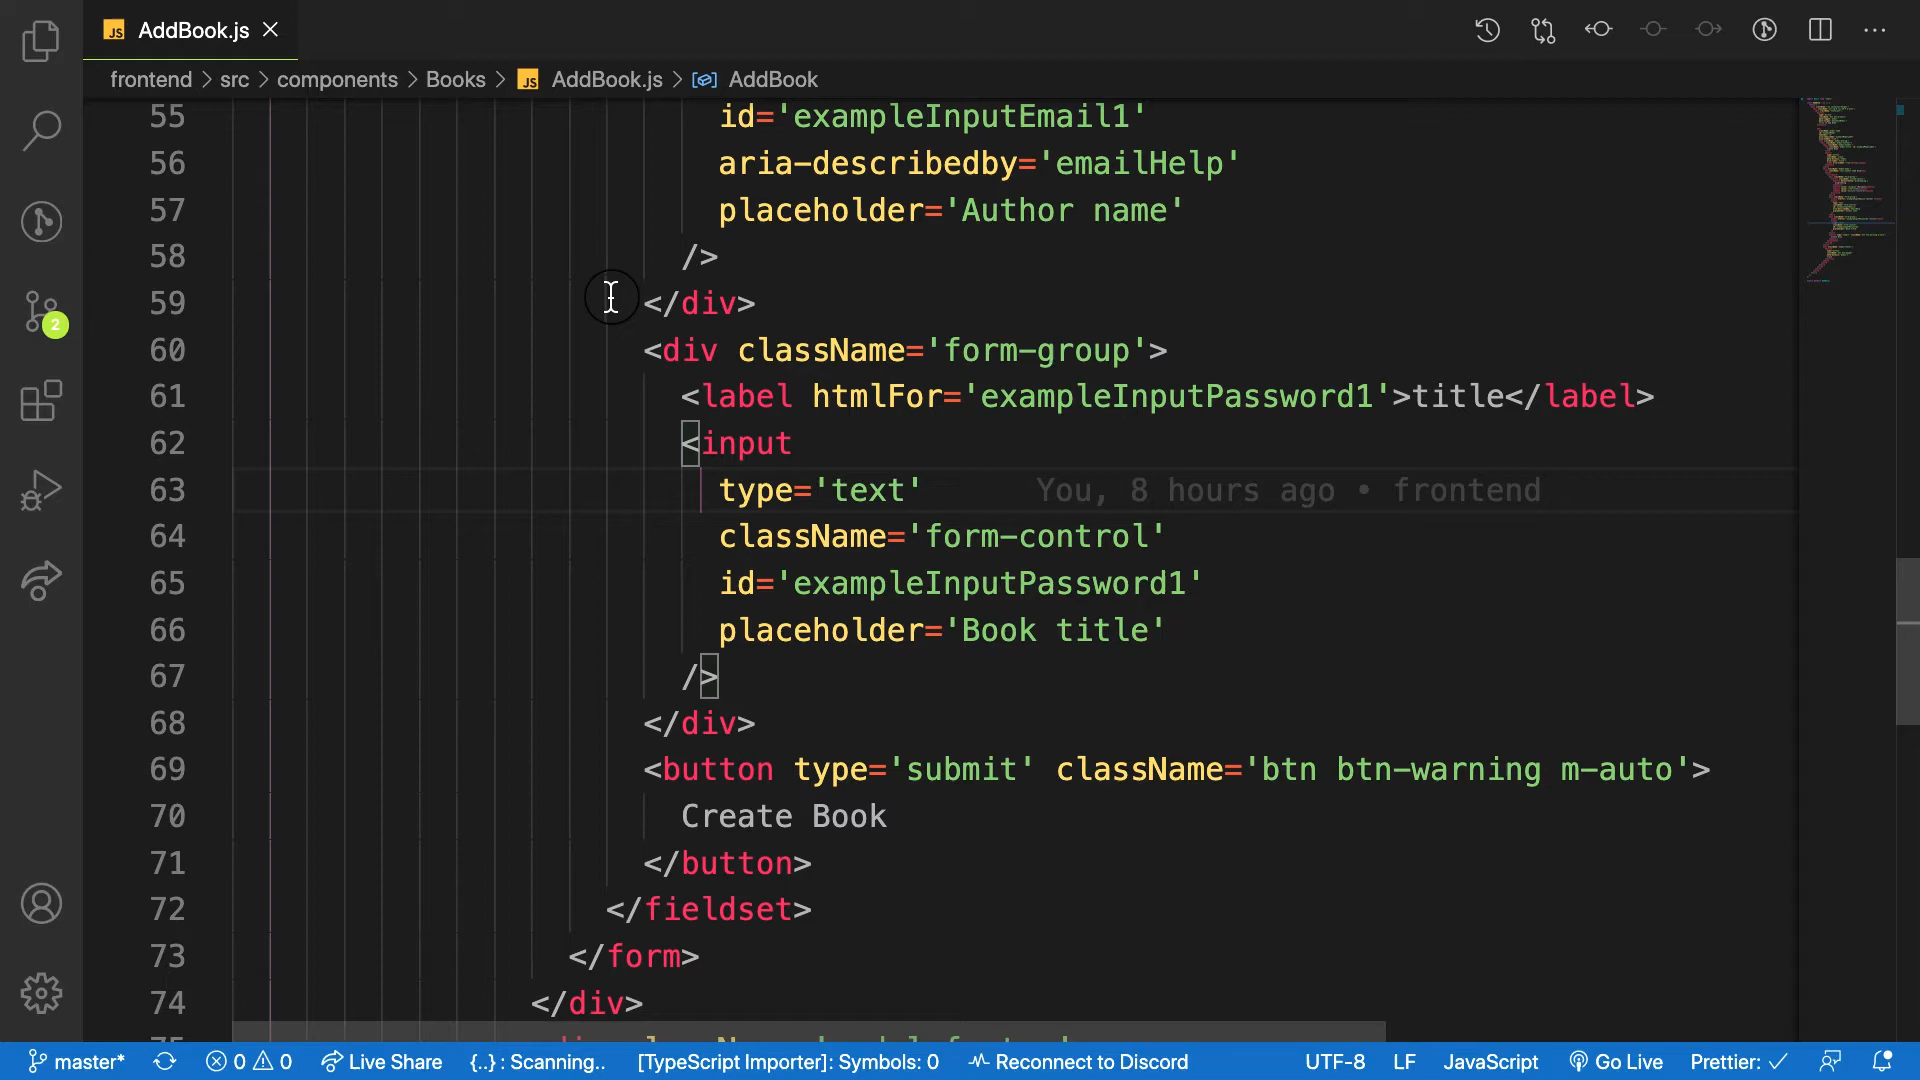 JS AddBook.js
frontend > src > components > Books > JS AddBook.js > AddBook
55 id='exampleInputEmail1'
56 aria-describedby='emailHelp'
57 placeholder='Author name'
58 />
59 </div>
60 <div className='form-group'>
61 <label htmlFor='exampleInputPassword1'>title</label>
62 <input
63 type='text' You, 8 hours ago • frontend
64 className='form-control'
65 id='exampleInputPassword1'
66 placeholder='Book title'
67 />
68 </div>
69 <button type='submit' className='btn btn-warning m-auto'>
70 Create Book
71 </button>
72 </fieldset>
73 </form>
74 </div>
2
master* 0 0 Live Share {..} : Scanning.. [TypeScript Importer]: Symbols: 0 Reconnect to Discord UTF-8 LF JavaScript Go Live Prettier: ✓